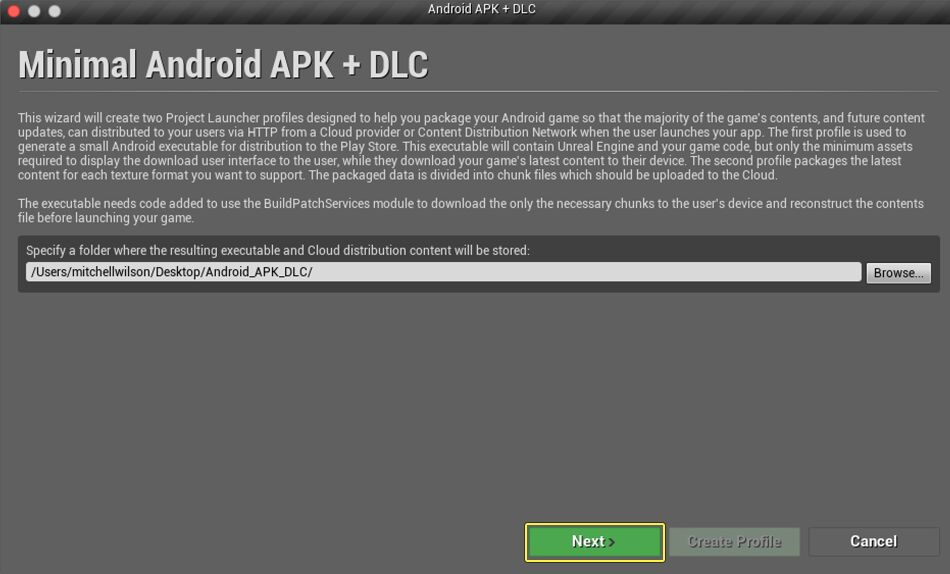 Android APK + DLC
Minimal Android APK + DLC
This wizard will create two Project Launcher profiles designed to help you package your Android game so that the majority of the game's contents, and future content
updates, can distributed to your users via HTTP from a Cloud provider or Content Distribution Network when the user launches your app. The first profile is used to
generate a small Android executable for distribution to the Play Store. This executable will contain Unreal Engine and your game code, but only the minimum assets
required to display the download user interface to the user, while they download your game's latest content to their device. The second profile packages the latest
content for each texture format you want to support. The packaged data is divided into chunk files which should be uploaded to the Cloud.
The executable needs code added to use the BuildPatchServices module to download the only the necessary chunks to the user's device and reconstruct the contents
file before launching your game.
Specify a folder where the resulting executable and Cloud distribution content will be stored:
/Users/mitchellwilson/Desktop/Android_APK_DLC/
Browse...
Next >
Create Profile
Cancel